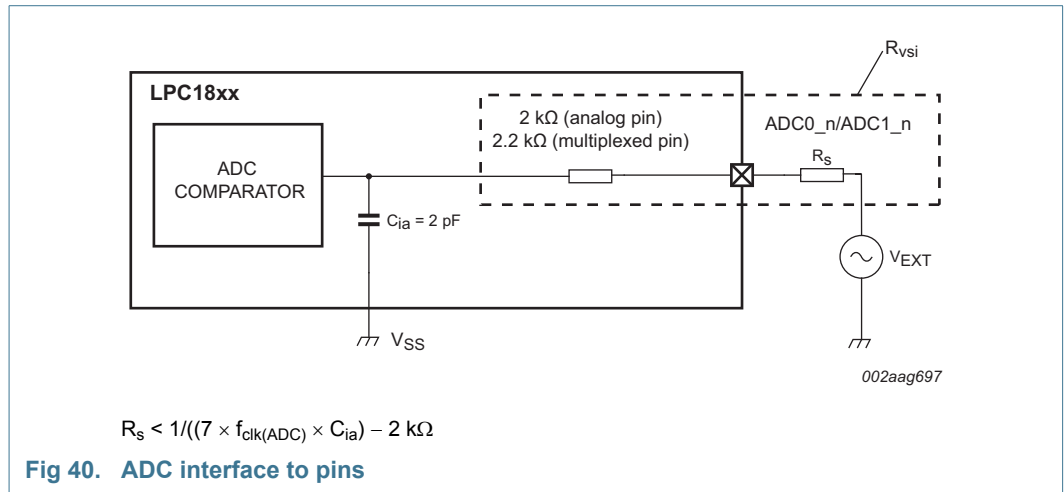 R_vsi
LPC18xx
2 kΩ (analog pin)
2.2 kΩ (multiplexed pin)
ADC0_n/ADC1_n
ADC
COMPARATOR
R_s
C_ia = 2 pF
V_EXT
V_SS
002aag697
R_s < 1/((7 × f_clk(ADC) × C_ia) − 2 kΩ
Fig 40. ADC interface to pins